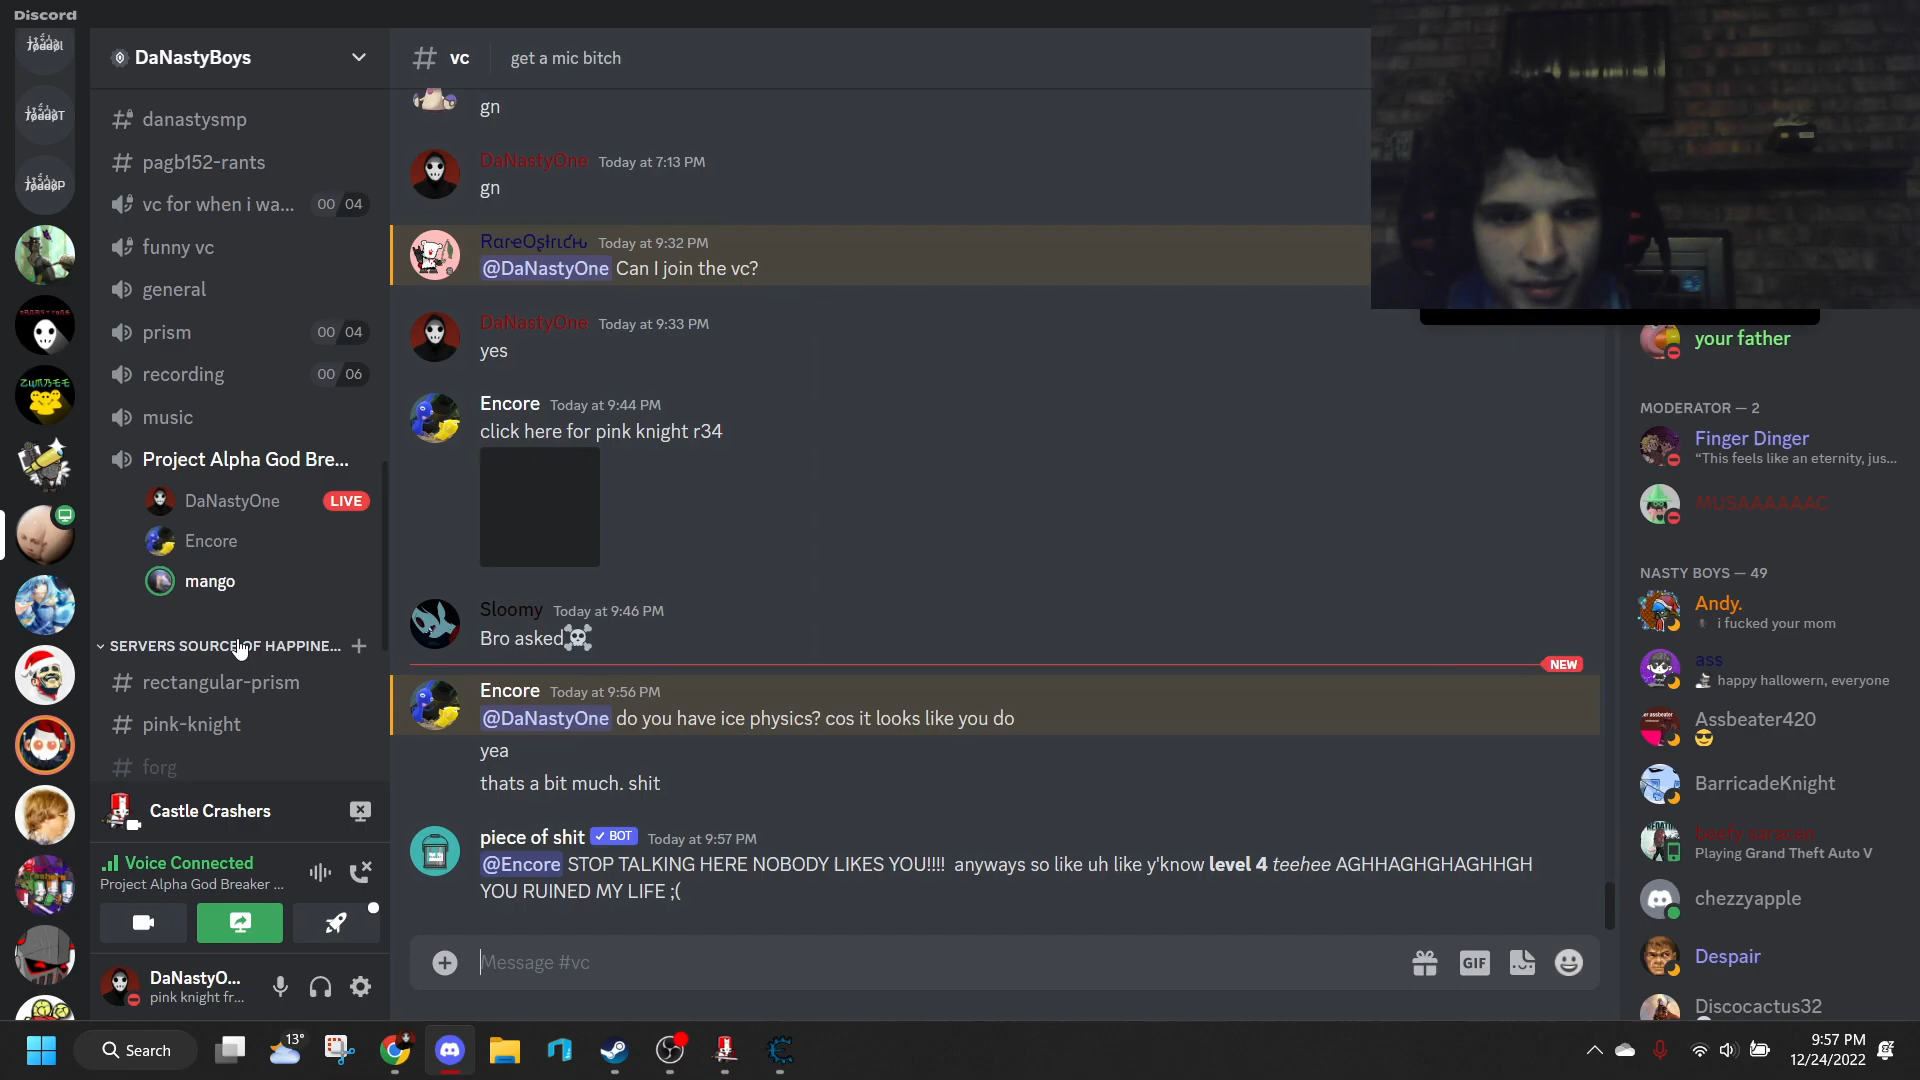 Discord
DaNastyBoys
vc
get a mic bitch
danastysmp
pagb152-rants
vc for when i wa...
00 04
funny vc
general
prism
00 04
recording
00 06
music
Project Alpha God Bre...
DaNastyOne
LIVE
Encore
mango
SERVERS SOURCE OF HAPPINE...
rectangular-prism
pink-knight
forg
Castle Crashers
Voice Connected
Project Alpha God Breaker ...
DaNastyO...
pink knight fr...
gn
DaNastyOne Today at 7:13 PM
gn
Today at 9:32 PM
@DaNastyOne Can I join the vc?
DaNastyOne Today at 9:33 PM
yes
Encore Today at 9:44 PM
click here for pink knight r34
Sloomy Today at 9:46 PM
Bro asked☠
NEW
Encore Today at 9:56 PM
@DaNastyOne do you have ice physics? cos it looks like you do
yea
thats a bit much. shit
piece of shit ✓ BOT Today at 9:57 PM
@Encore STOP TALKING HERE NOBODY LIKES YOU!!!! anyways so like uh like y'know level 4 teehee AGHHAGHGHAGHHGH
YOU RUINED MY LIFE ;(
Message #vc
GIF
your father
MODERATOR — 2
Finger Dinger
“This feels like an eternity, jus...
MUSAAAAAAC
NASTY BOYS — 49
Andy.
i fucked your mom
ass
happy hallowern, everyone
Assbeater420
😎
BarricadeKnight
Playing Grand Theft Auto V
chezzyapple
Despair
Discocactus32
13°
Search
9:57 PM
12/24/2022